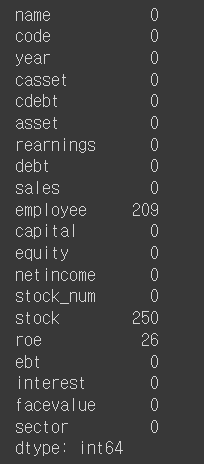 name 0
code 0
year 0
casset 0
cdebt 0
asset 0
rearnings 0
debt 0
sales 0
employee 209
capital 0
equity 0
netincome 0
stock_num 0
stock 250
roe 26
ebt 0
interest 0
facevalue 0
sector 0
dtype: int64